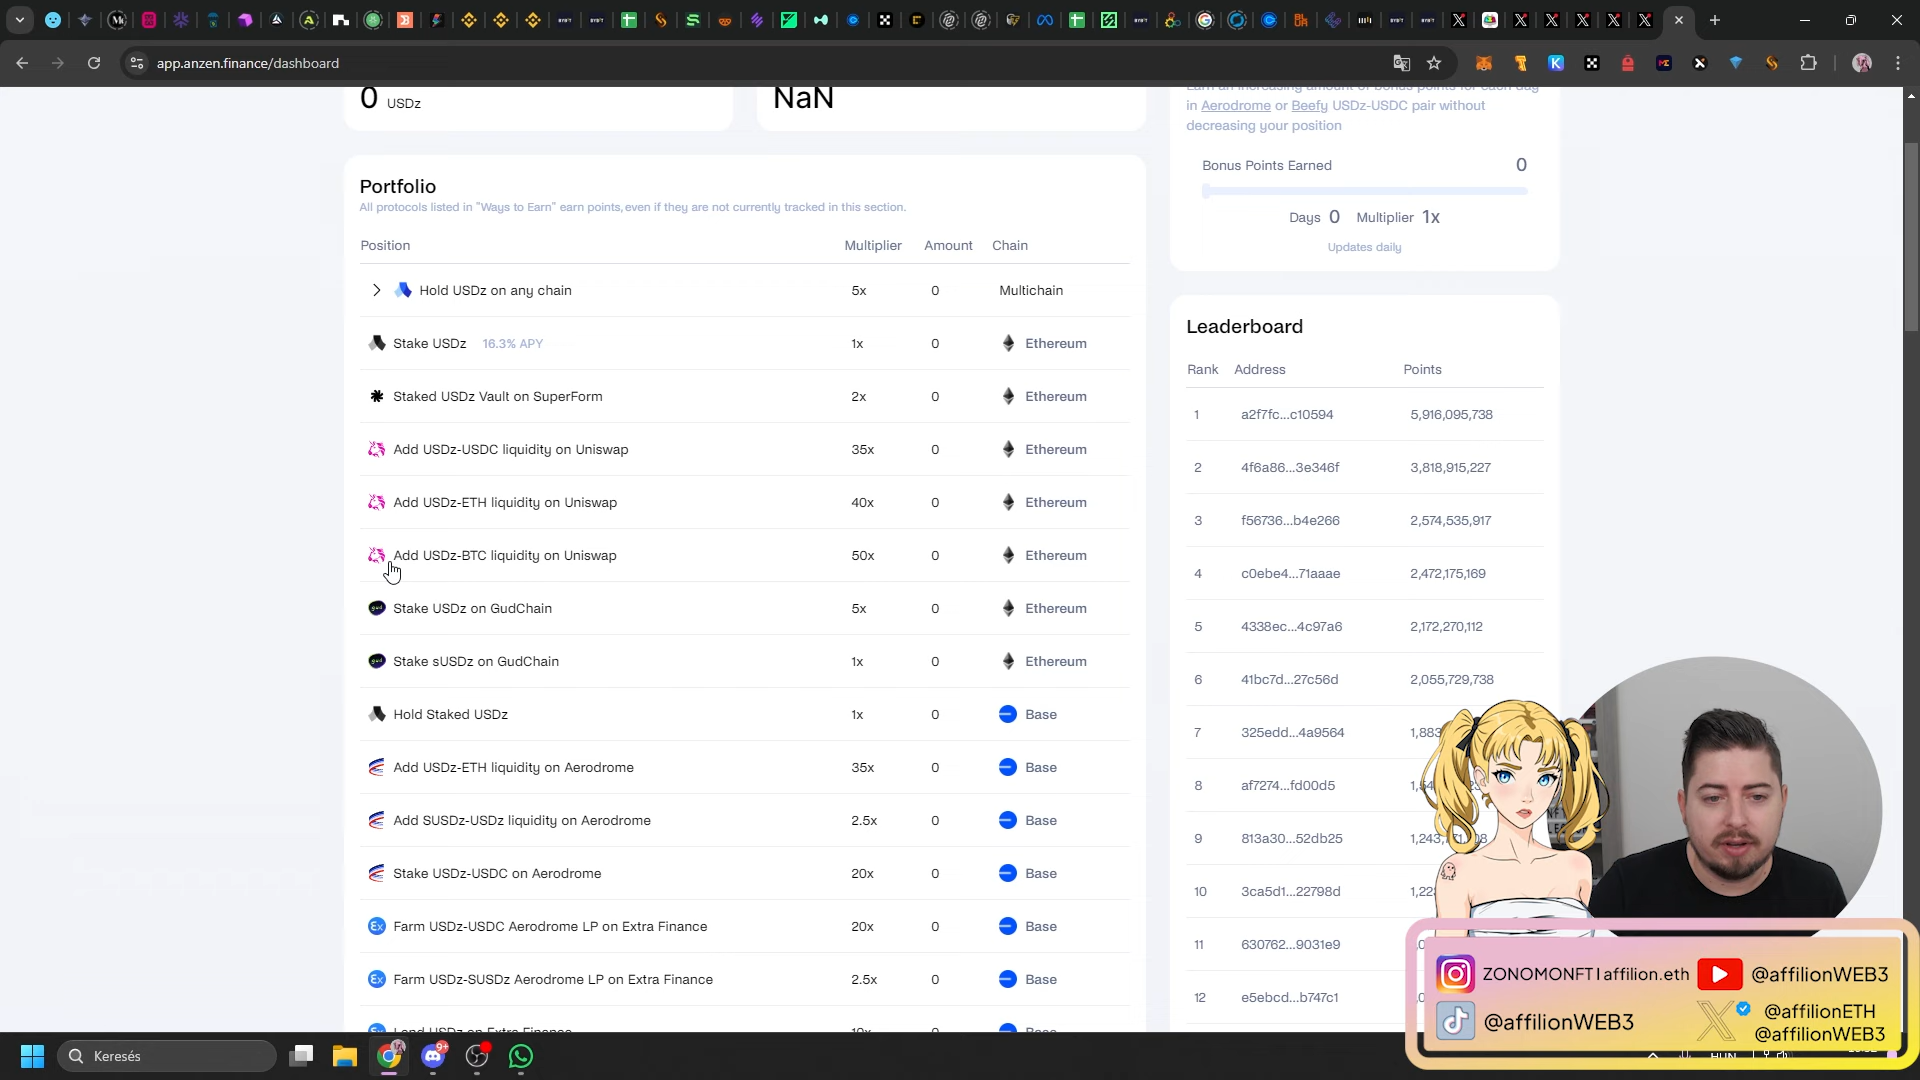 app.anzen.finance/dashboard
0 USDz
NaN
in Aerodrome or Beefy USDz-USDC pair without
decreasing your position
Bonus Points Earned 0
Days 0 Multiplier 1x
Updates daily
Portfolio
All protocols listed in "Ways to Earn" earn points, even if they are not currently tracked in this section.
Position Multiplier Amount Chain
Hold USDz on any chain 5x 0 Multichain
Stake USDz 16.3% APY 1x 0 Ethereum
Staked USDz Vault on SuperForm 2x 0 Ethereum
Add USDz-USDC liquidity on Uniswap 35x 0 Ethereum
Add USDz-ETH liquidity on Uniswap 40x 0 Ethereum
Add USDz-BTC liquidity on Uniswap 50x 0 Ethereum
Stake USDz on GudChain 5x 0 Ethereum
Stake sUSDz on GudChain 1x 0 Ethereum
Hold Staked USDz 1x 0 Base
Add USDz-ETH liquidity on Aerodrome 35x 0 Base
Add SUSDz-USDz liquidity on Aerodrome 2.5x 0 Base
Stake USDz-USDC on Aerodrome 20x 0 Base
Farm USDz-USDC Aerodrome LP on Extra Finance 20x 0 Base
Farm USDz-SUSDz Aerodrome LP on Extra Finance 2.5x 0 Base
Leaderboard
Rank Address Points
1 a2f7fc...c10594 5,916,095,738
2 4f6a86...3e346f 3,818,915,227
3 f56736...b4e266 2,574,535,917
4 c0ebe4...71aaae 2,472,175,169
5 4338ec...4c97a6 2,172,270,112
6 41bc7d...27c56d 2,055,729,738
7 325edd...4a9564
8 af7274...fd00d5
9 813a30...52db25
10 3ca5d1...22798d
11 630762...9031e9
12 e5ebcd...b747c1
ZONOMONFT | affilion.eth @affilionWEB3
@affilionWEB3 @affilionETH
@affilionWEB3
Keresés
9+